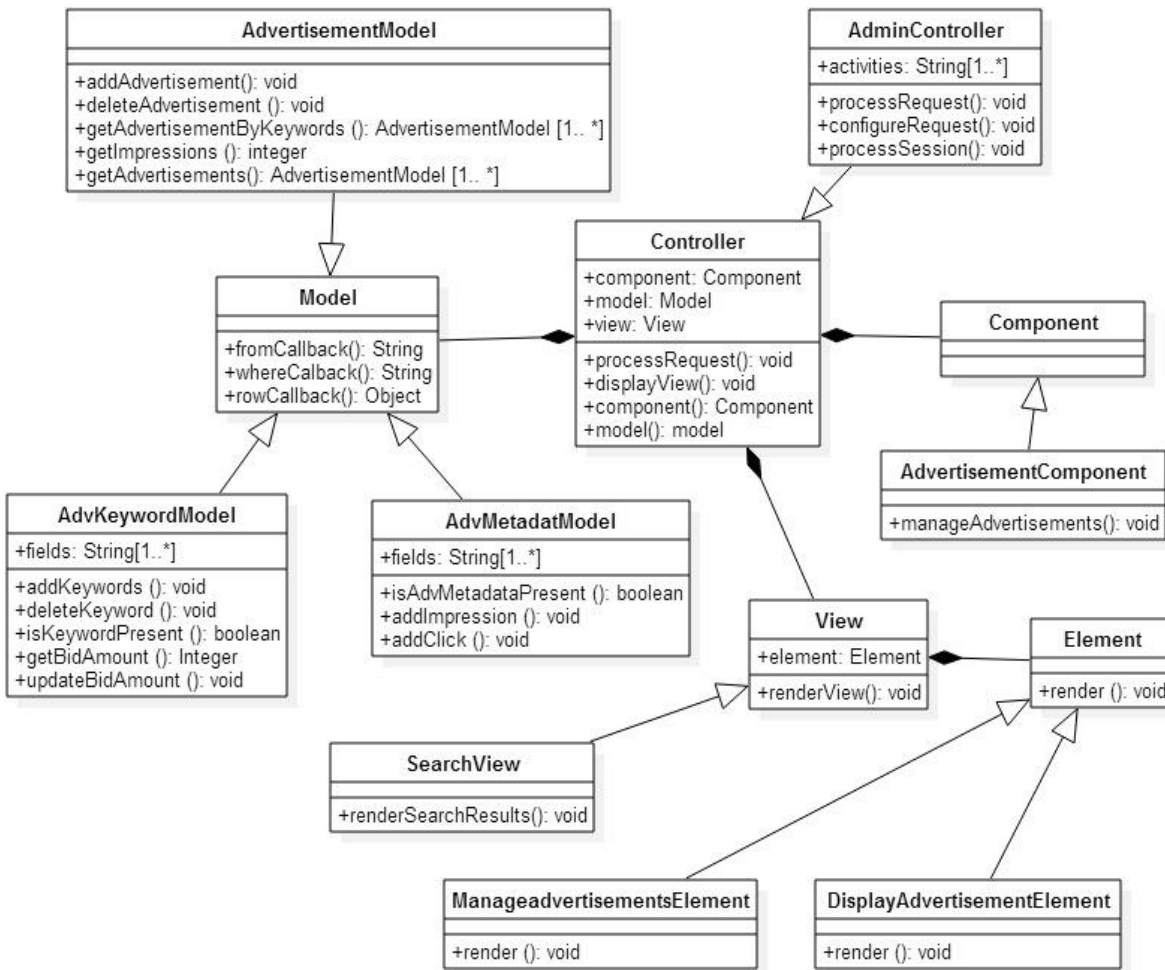 AdvertisementModel
+addAdvertisement(): void
+deleteAdvertisement (): void
+getAdvertisementByKeywords (): AdvertisementModel [1.. *]
+getImpressions (): integer
+getAdvertisements(): AdvertisementModel [1.. *]
AdminController
+activities: String[1..*]
+processRequest(): void
+configureRequest(): void
+processSession(): void
Model
+fromCallback(): String
+whereCalback(): String
+rowCallback(): Object
Controller
+component: Component
+model: Model
+view: View
+processRequest(): void
+displayView(): void
+component(): Component
+model(): model
Component
AdvertisementComponent
+manageAdvertisements(): void
AdvKeywordModel
+fields: String[1..*]
+addKeywords (): void
+deleteKeyword (): void
+isKeywordPresent (): boolean
+getBidAmount (): Integer
+updateBidAmount (): void
AdvMetadatModel
+fields: String[1..*]
+isAdvMetadataPresent (): boolean
+addImpression (): void
+addClick (): void
View
+element: Element
+renderView(): void
Element
+render (): void
SearchView
+renderSearchResults(): void
ManageadvertisementsElement
+render (): void
DisplayAdvertisementElement
+render (): void